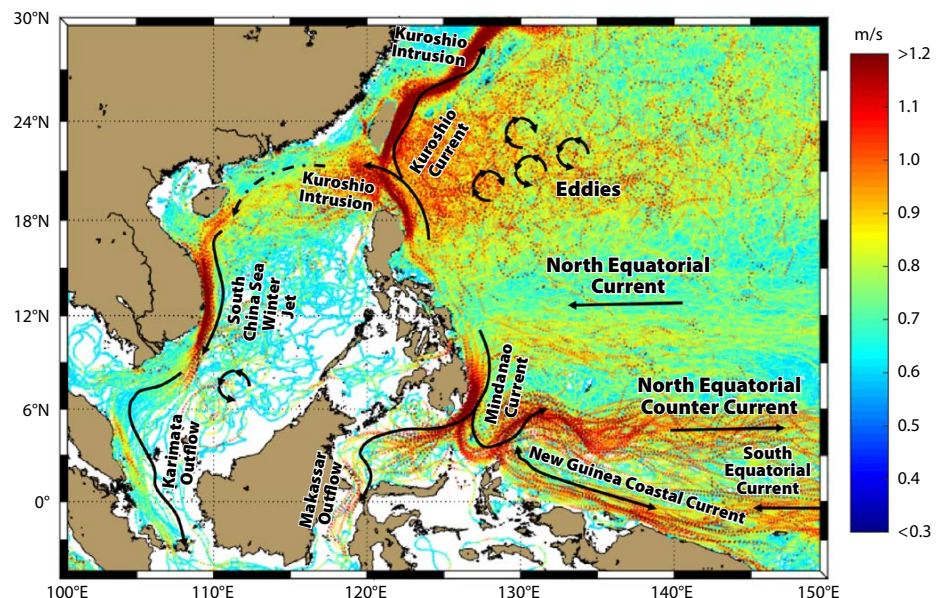 30°N
24°N
18°N
12°N
6°N
0°
100°E
110°E
120°E
130°E
140°E
150°E
Kuroshio
Intrusion
Kuroshio
Current
Eddies
Kuroshio
Intrusion
North Equatorial
Current
South
China Sea
Winter
Jet
Mindanao
Current
North Equatorial
Counter Current
South
Equatorial
Current
New Guinea Coastal Current
Karimata
Outflow
Makassar
Outflow
m/s
>1.2
1.1
1.0
0.9
0.8
0.7
0.6
0.5
0.4
<0.3